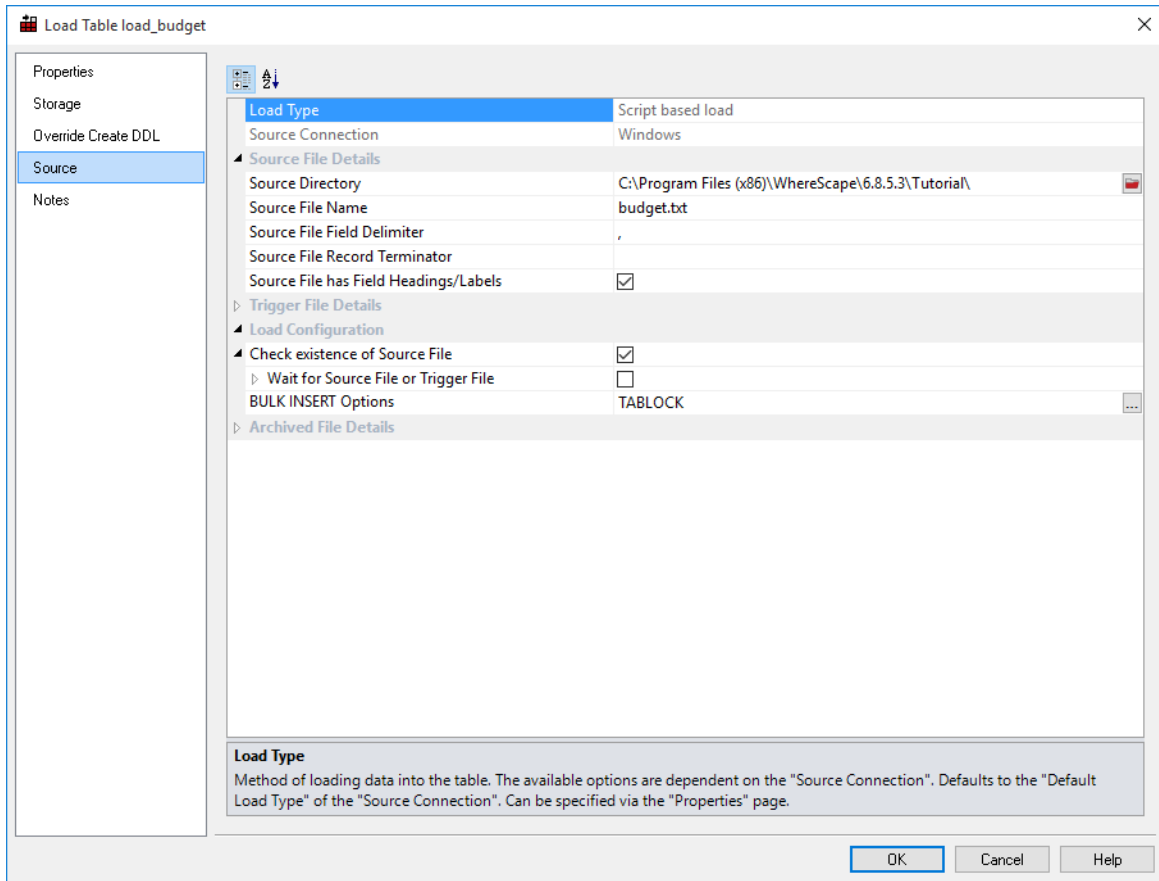 Load Table load_budget
Properties
Storage
Override Create DDL
Source
Notes
Load Type Script based load
Source Connection Windows
Source File Details
Source Directory C:\Program Files (x86)\WhereScape\6.8.5.3\Tutorial\
Source File Name budget.txt
Source File Field Delimiter ,
Source File Record Terminator
Source File has Field Headings/Labels
Trigger File Details
Load Configuration
Check existence of Source File
Wait for Source File or Trigger File
BULK INSERT Options TABLOCK ...
Archived File Details
Load Type
Method of loading data into the table. The available options are dependent on the "Source Connection". Defaults to the "Default
Load Type" of the "Source Connection". Can be specified via the "Properties" page.
OK Cancel Help